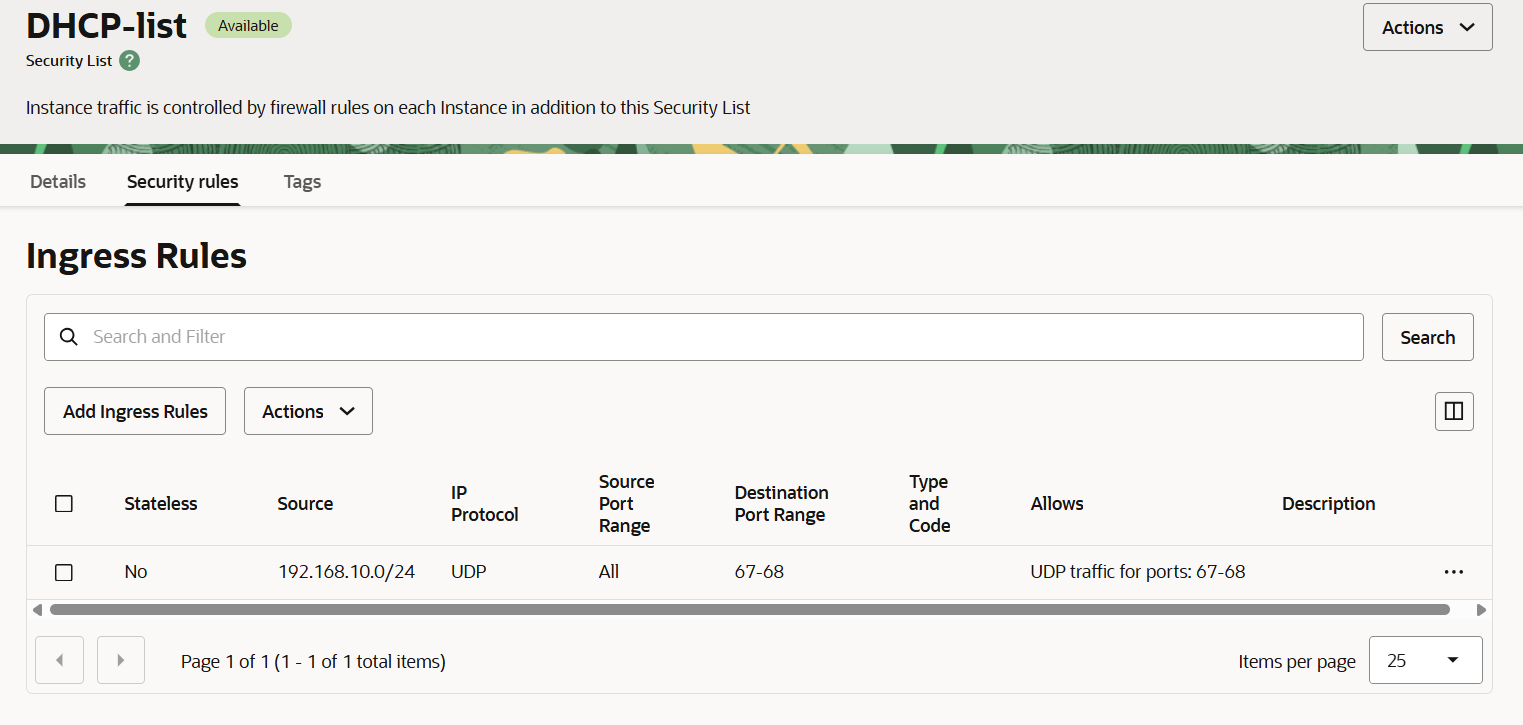 DHCP-list Available
Actions
Security List ?
Instance traffic is controlled by firewall rules on each Instance in addition to this Security List
Details Security rules Tags
Ingress Rules
Search and Filter Search
Add Ingress Rules Actions
Stateless Source IP Protocol Source Port Range Destination Port Range Type and Code Allows Description
No 192.168.10.0/24 UDP All 67-68 UDP traffic for ports: 67-68
Page 1 of 1 (1 - 1 of 1 total items) Items per page 25